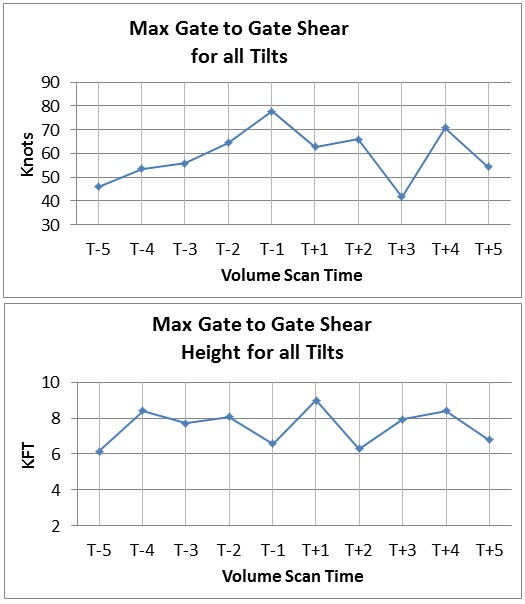 Max Gate to Gate Shear
for all Tilts
90
80
70
60
50
40
30
Knots
T-5 T-4 T-3 T-2 T-1 T+1 T+2 T+3 T+4 T+5
Volume Scan Time
Max Gate to Gate Shear
Height for all Tilts
10
8
6
4
2
KFT
T-5 T-4 T-3 T-2 T-1 T+1 T+2 T+3 T+4 T+5
Volume Scan Time